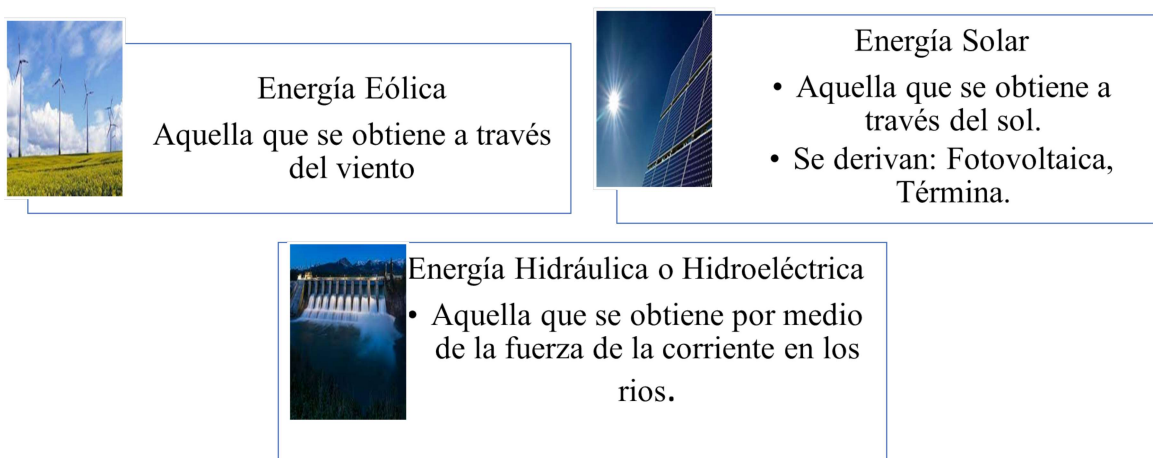 Energía Eólica
Aquella que se obtiene a través
del viento
Energía Solar
• Aquella que se obtiene a
través del sol.
• Se derivan: Fotovoltaica,
Términa.
Energía Hidráulica o Hidroeléctrica
• Aquella que se obtiene por medio
de la fuerza de la corriente en los
rios.